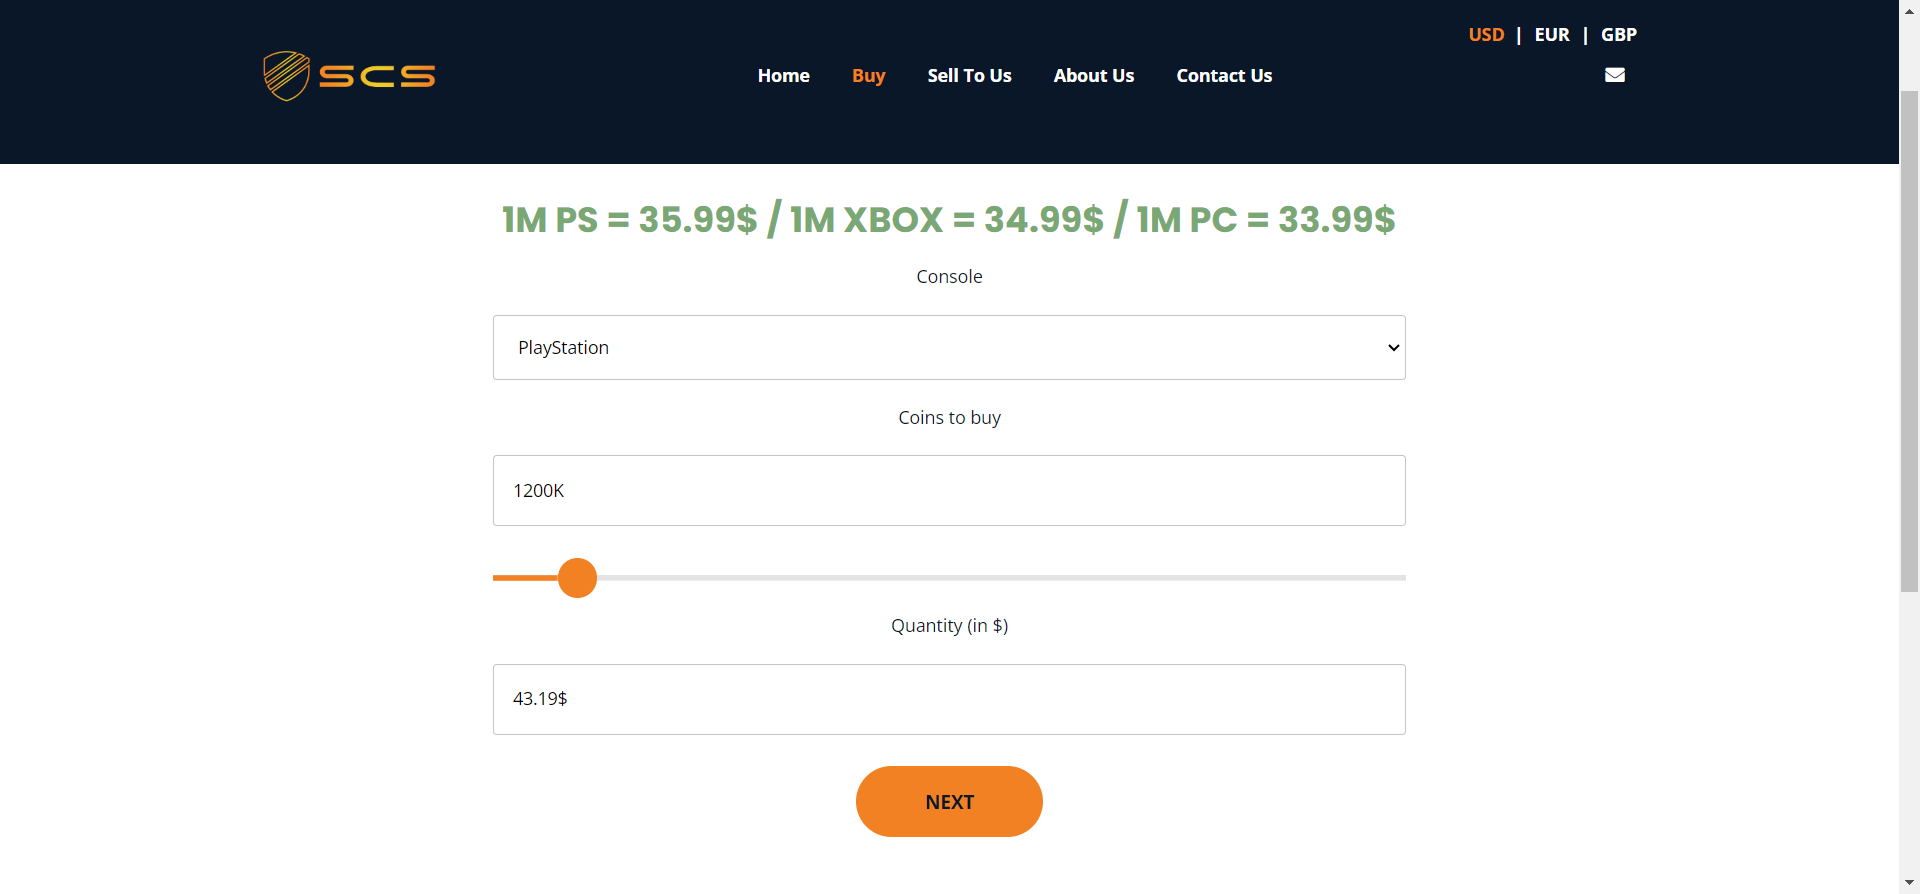 USD | EUR | GBP
SCS
Home Buy Sell To Us About Us Contact Us
1M PS = 35.99$ / 1M XBOX = 34.99$ / 1M PC = 33.99$
Console
PlayStation
Coins to buy
1200K
Quantity (in $)
43.19$
NEXT